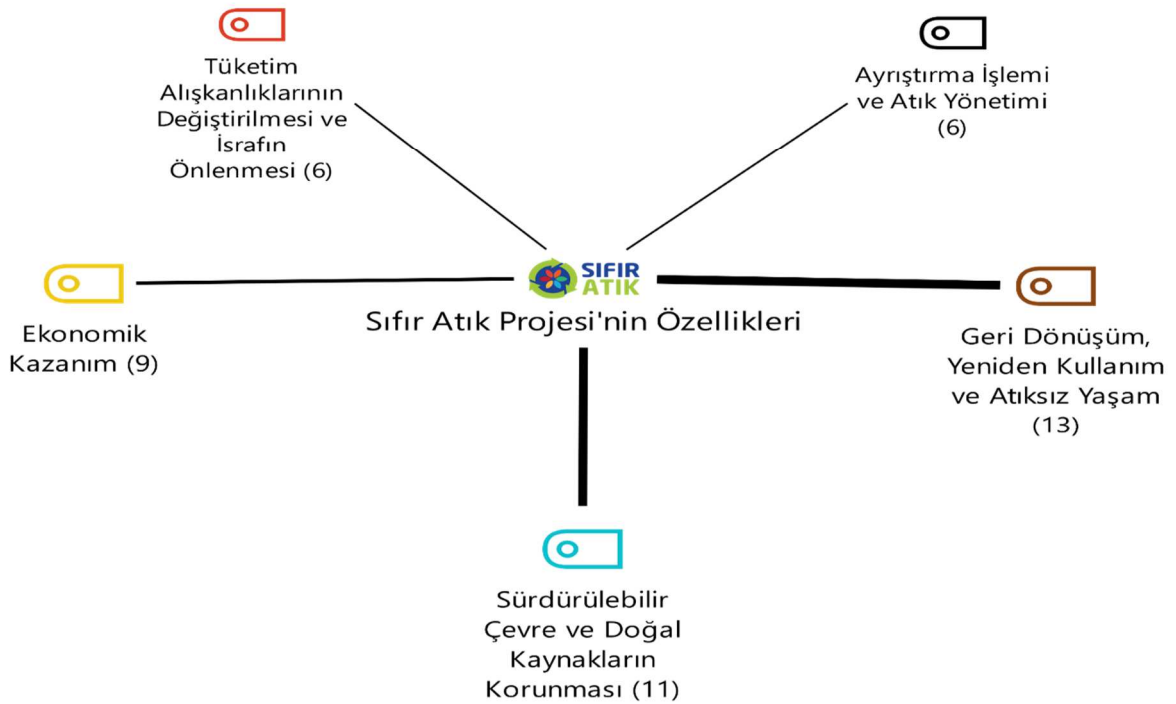 Tüketim
Alışkanlıklarının
Değiştirilmesi ve
İsrafın
Önlenmesi (6)
Ayrıştırma İşlemi
ve Atık Yönetimi
(6)
SIFIR
ATIK
Sıfır Atık Projesi'nin Özellikleri
Ekonomik
Kazanım (9)
Geri Dönüşüm,
Yeniden Kullanım
ve Atıksız Yaşam
(13)
Sürdürülebilir
Çevre ve Doğal
Kaynakların
Korunması (11)